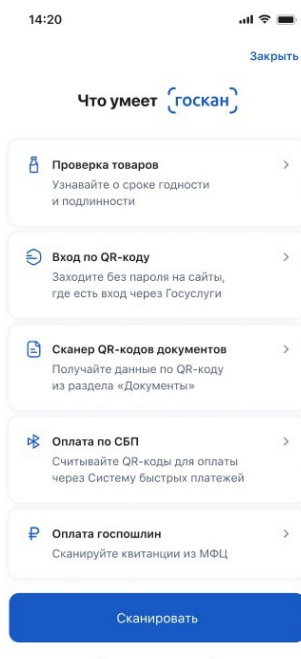 14:20
Закрыть
Что умеет госкан
Проверка товаров
Узнавайте о сроке годности
и подлинности
Вход по QR-коду
Заходите без пароля на сайты,
где есть вход через Госуслуги
Сканер QR-кодов документов
Получайте данные по QR-коду
из раздела «Документы»
Оплата по СБП
Считывайте QR-коды для оплаты
через Систему быстрых платежей
Оплата госпошлин
Сканируйте квитанции из МФЦ
Сканировать